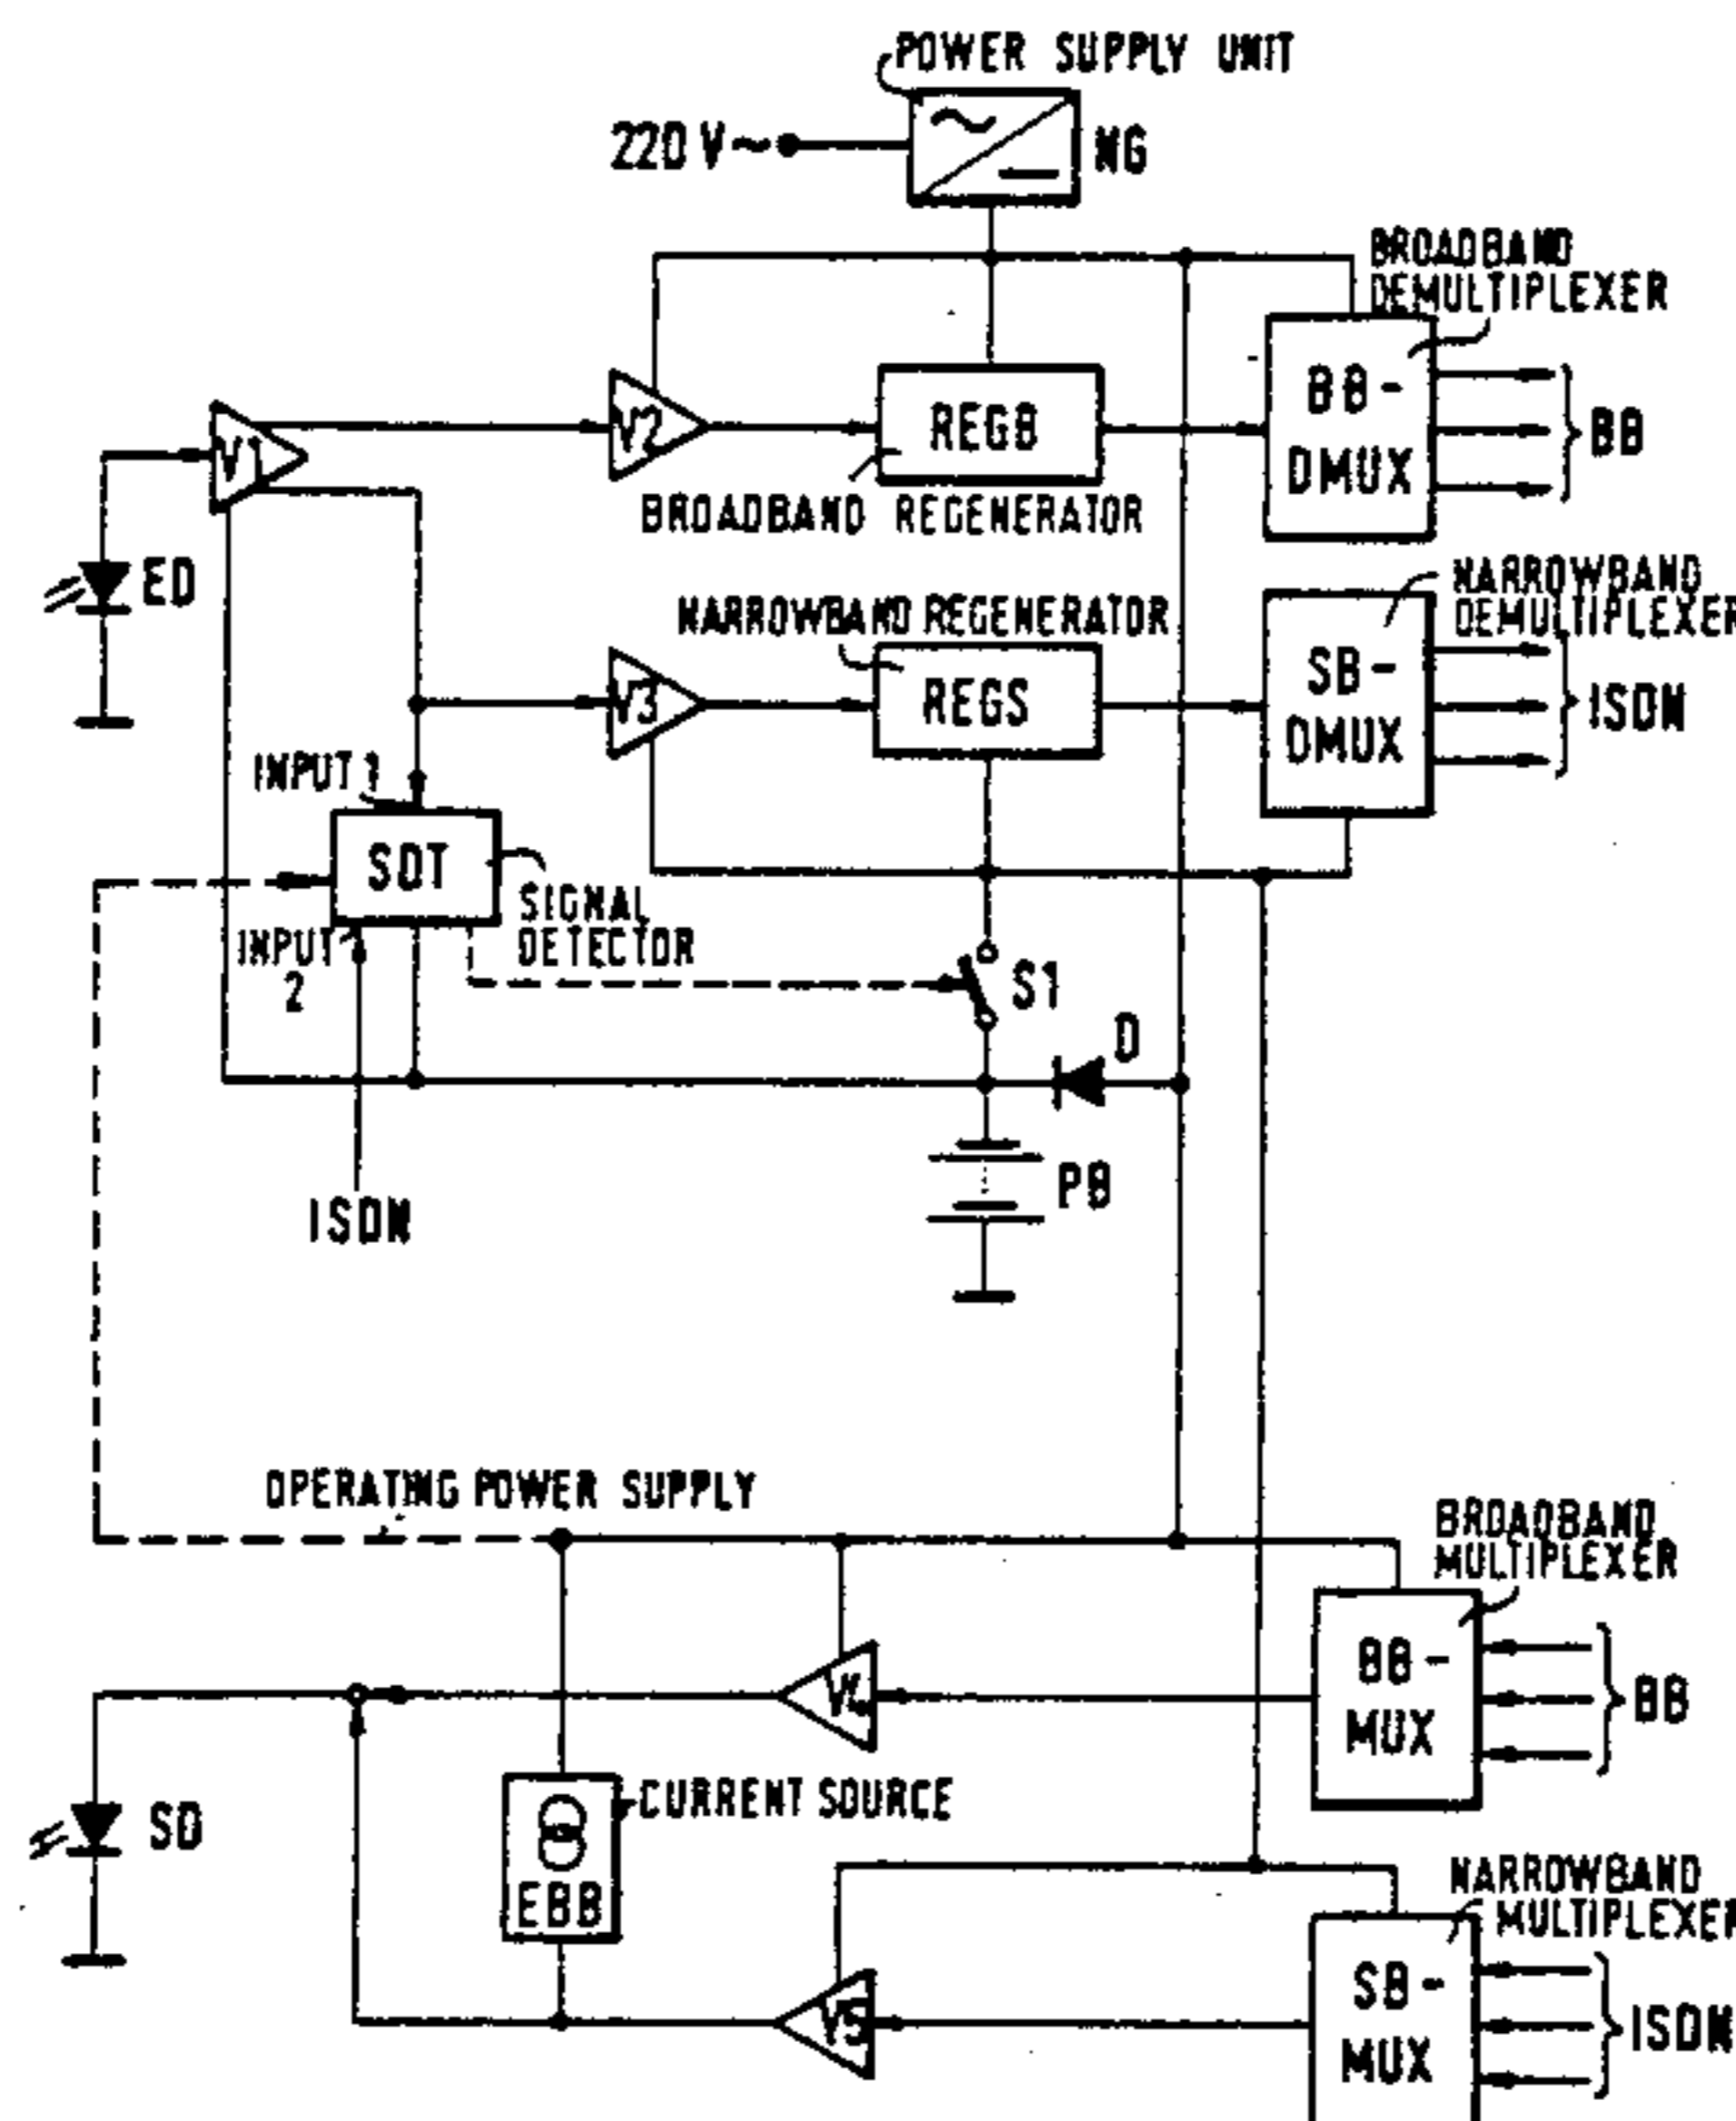 POWER SUPPLY UNIT
220 V~
NG
BROADBAND
DEMULTIPLEXER
V1
V2
REGB
BB-
DMUX
BB
BROADBAND REGENERATOR
ED
NARROWBAND
DEMULTIPLEXER
NARROWBAND REGENERATOR
V3
REGS
SB-
DMUX
ISDN
INPUT 1
SDT
SIGNAL
DETECTOR
INPUT
2
S1
D
PB
ISDN
OPERATING POWER SUPPLY
BROADBAND
MULTIPLEXER
V4
BB-
MUX
BB
SD
CURRENT SOURCE
EBB
NARROWBAND
MULTIPLEXER
V5
SB-
MUX
ISDN